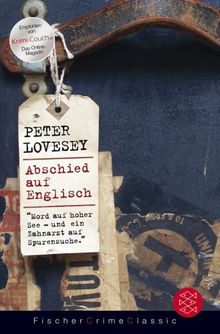 Empfohlen
von
Krimi-Couch.de
Das Online-
Magazin
PETER
LOVESEY
Abschied
auf
Englisch
"Mord auf hoher
See – und ein
Zahnarzt auf
Spurensuche."
FischerCrimeClassic